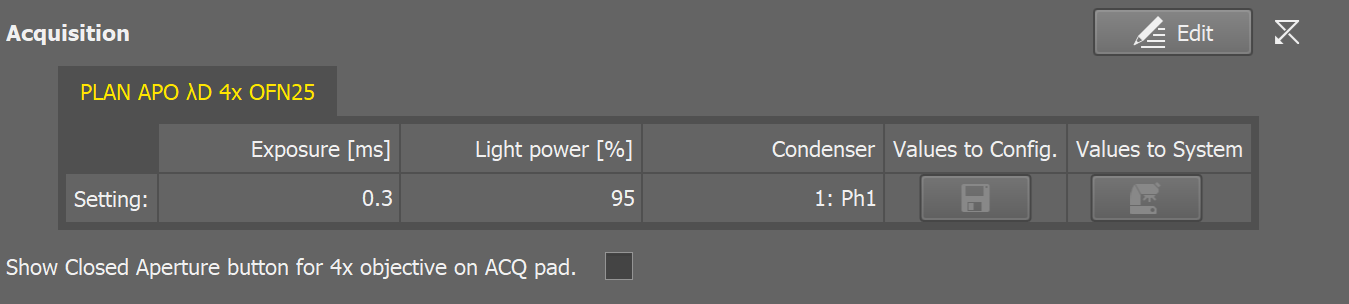 Acquisition
Edit
PLAN APO λD 4x OFN25
Exposure [ms] Light power [%] Condenser Values to Config. Values to System
Setting: 0.3 95 1: Ph1
Show Closed Aperture button for 4x objective on ACQ pad.